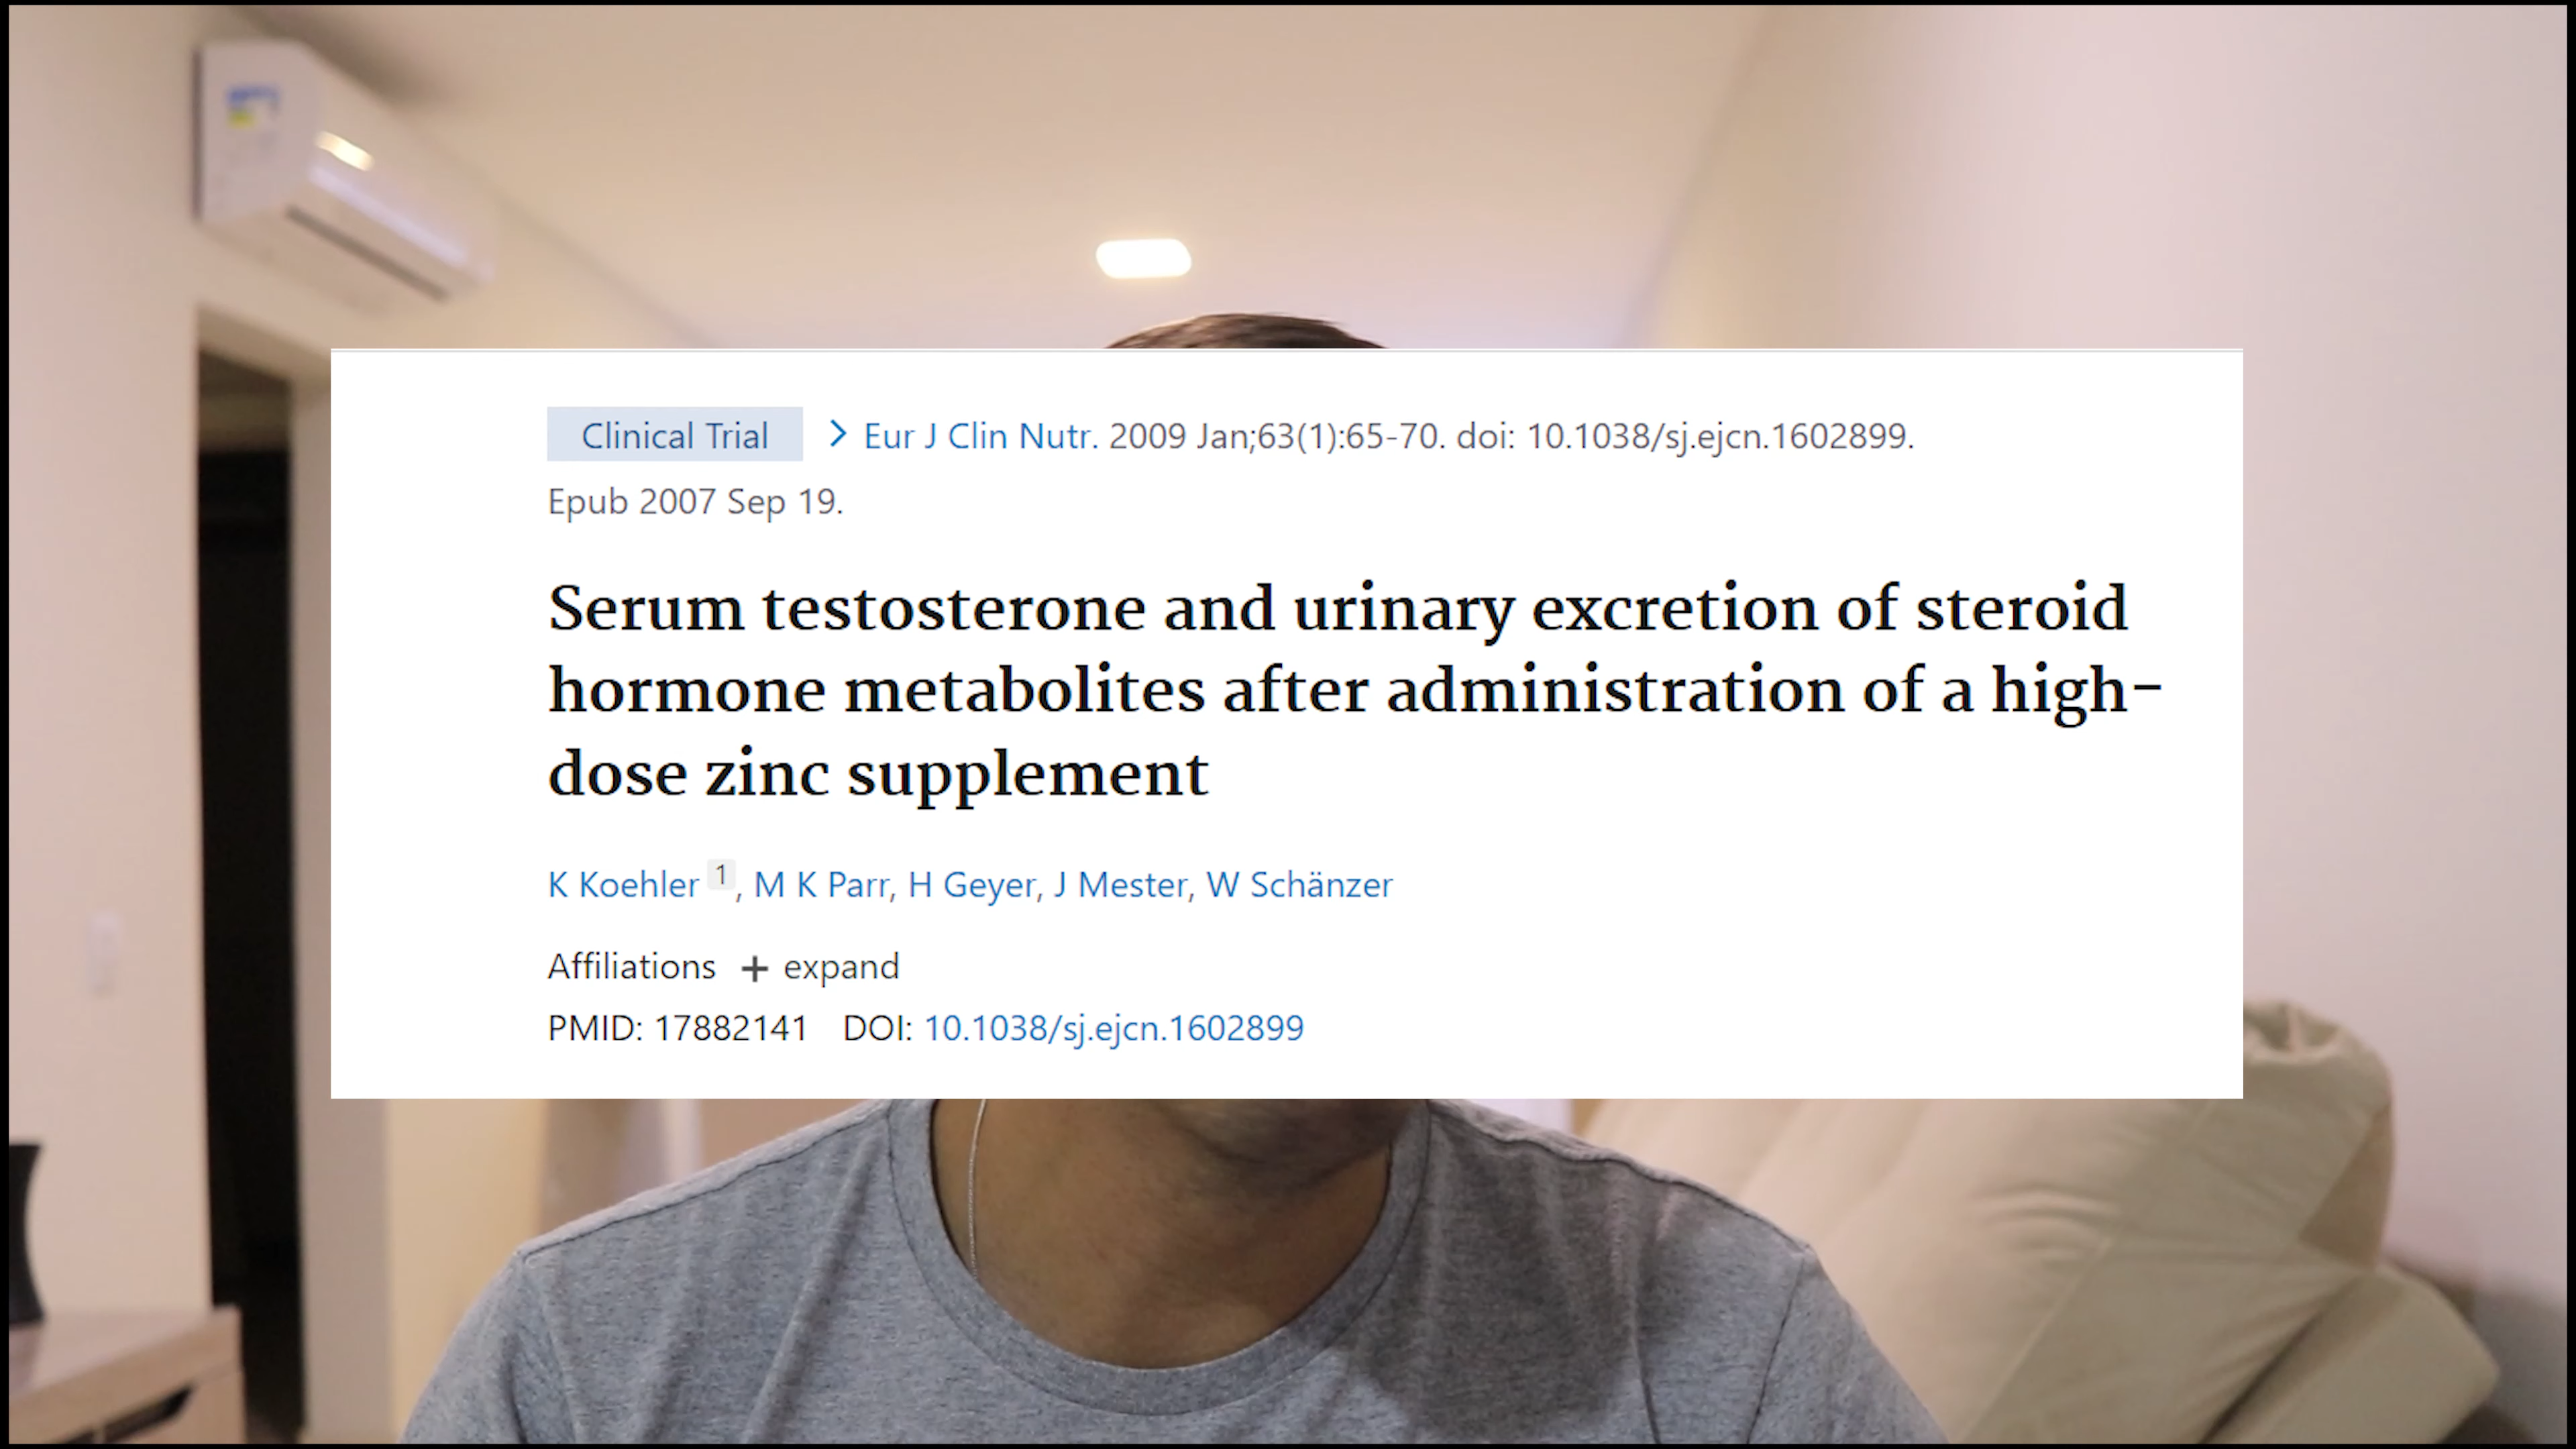 Clinical Trial > Eur J Clin Nutr. 2009 Jan;63(1):65-70. doi: 10.1038/sj.ejcn.1602899.
Epub 2007 Sep 19.
Serum testosterone and urinary excretion of steroid
hormone metabolites after administration of a high-
dose zinc supplement
K Koehler 1, M K Parr, H Geyer, J Mester, W Schänzer
Affiliations + expand
PMID: 17882141 DOI: 10.1038/sj.ejcn.1602899